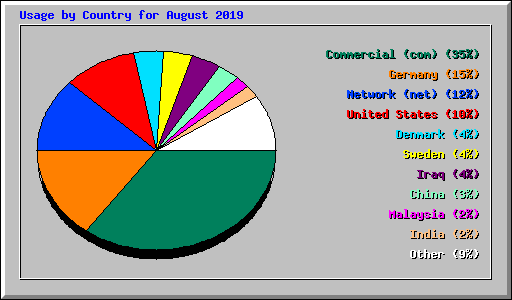 Usage by Country for August 2019
Commercial (com) (35%)
Germany (15%)
Network (net) (12%)
United States (10%)
Denmark (4%)
Sweden (4%)
Iraq (4%)
China (3%)
Malaysia (2%)
India (2%)
Other (9%)